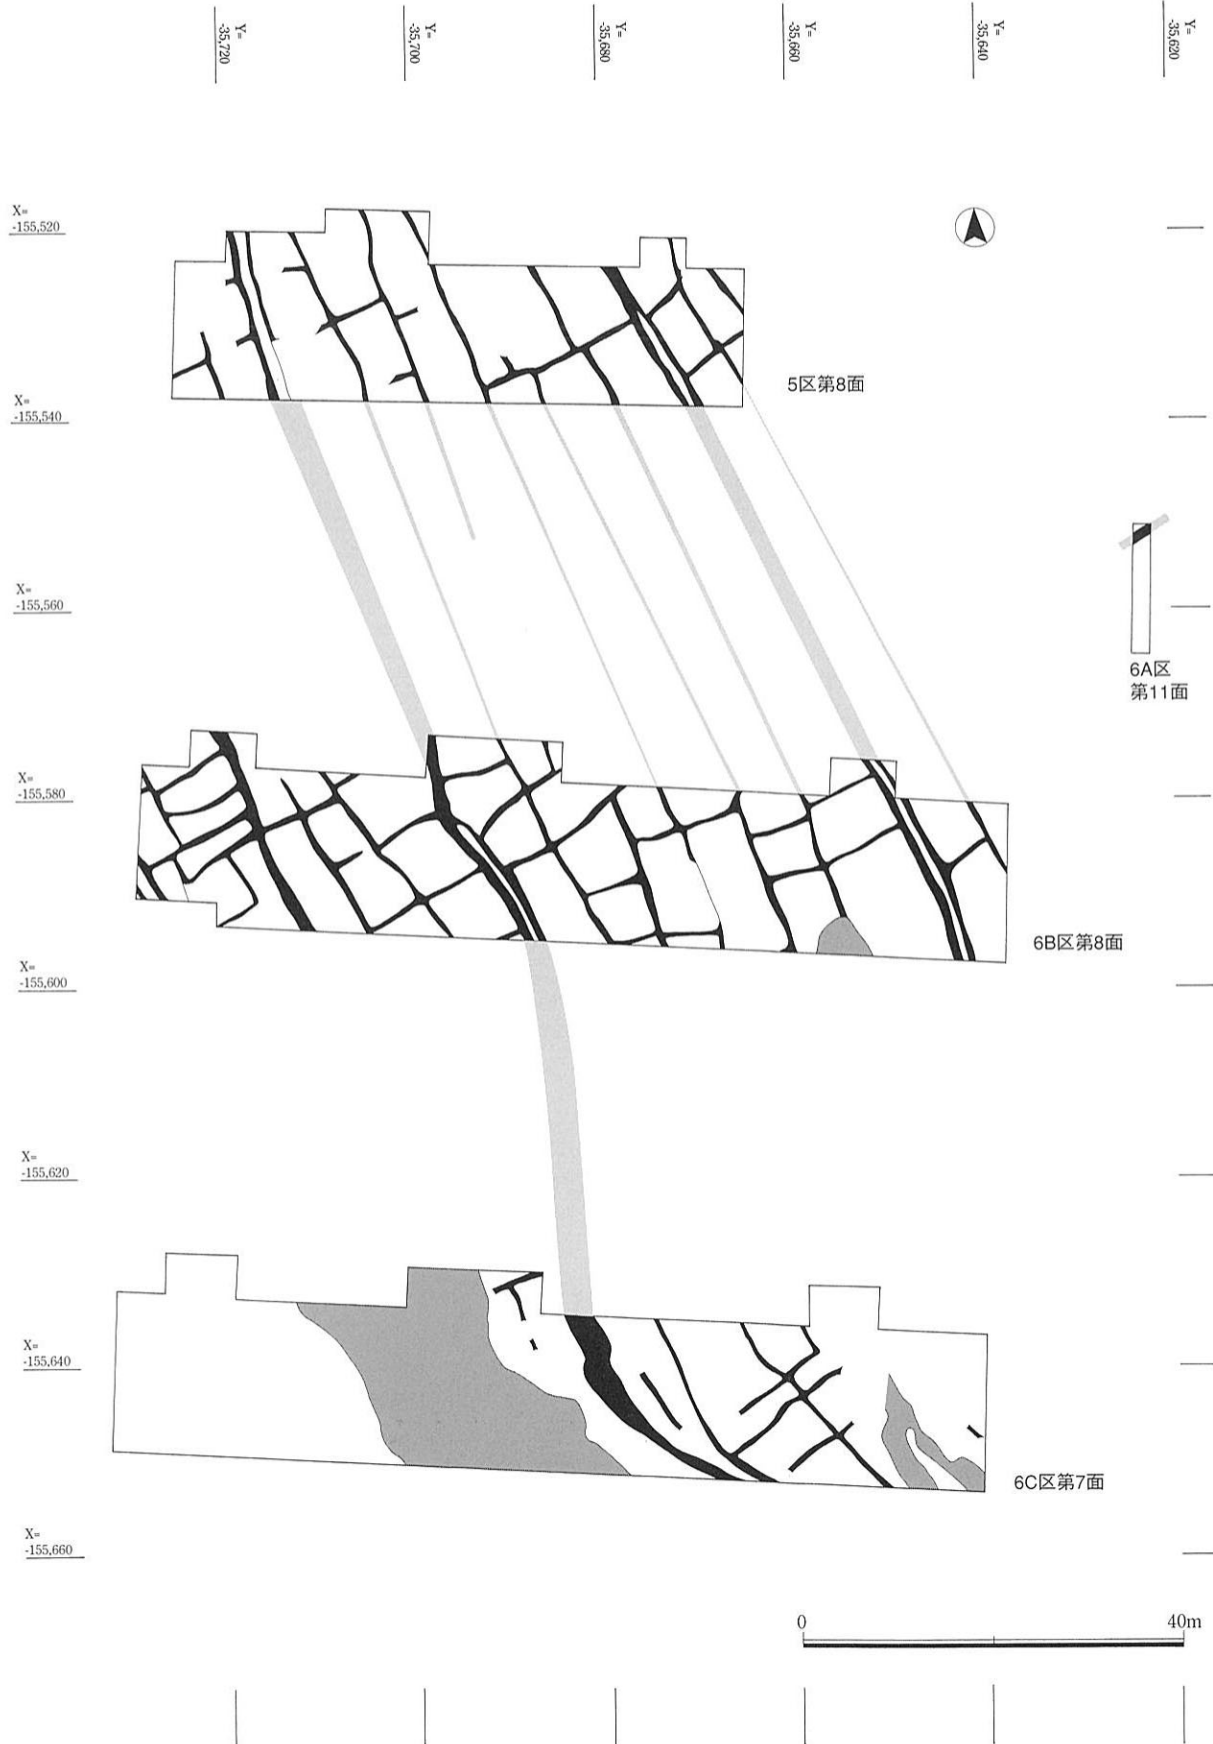 Y=
-35,720
Y=
-35,700
Y=
-35,680
Y=
-35,660
Y=
-35,640
Y=
-35,620
X=
-155,520
5区第8面
X=
-155,540
X=
-155,560
6A区
第11面
X=
-155,580
6B区第8面
X=
-155,600
X=
-155,620
X=
-155,640
6C区第7面
X=
-155,660
0
40m